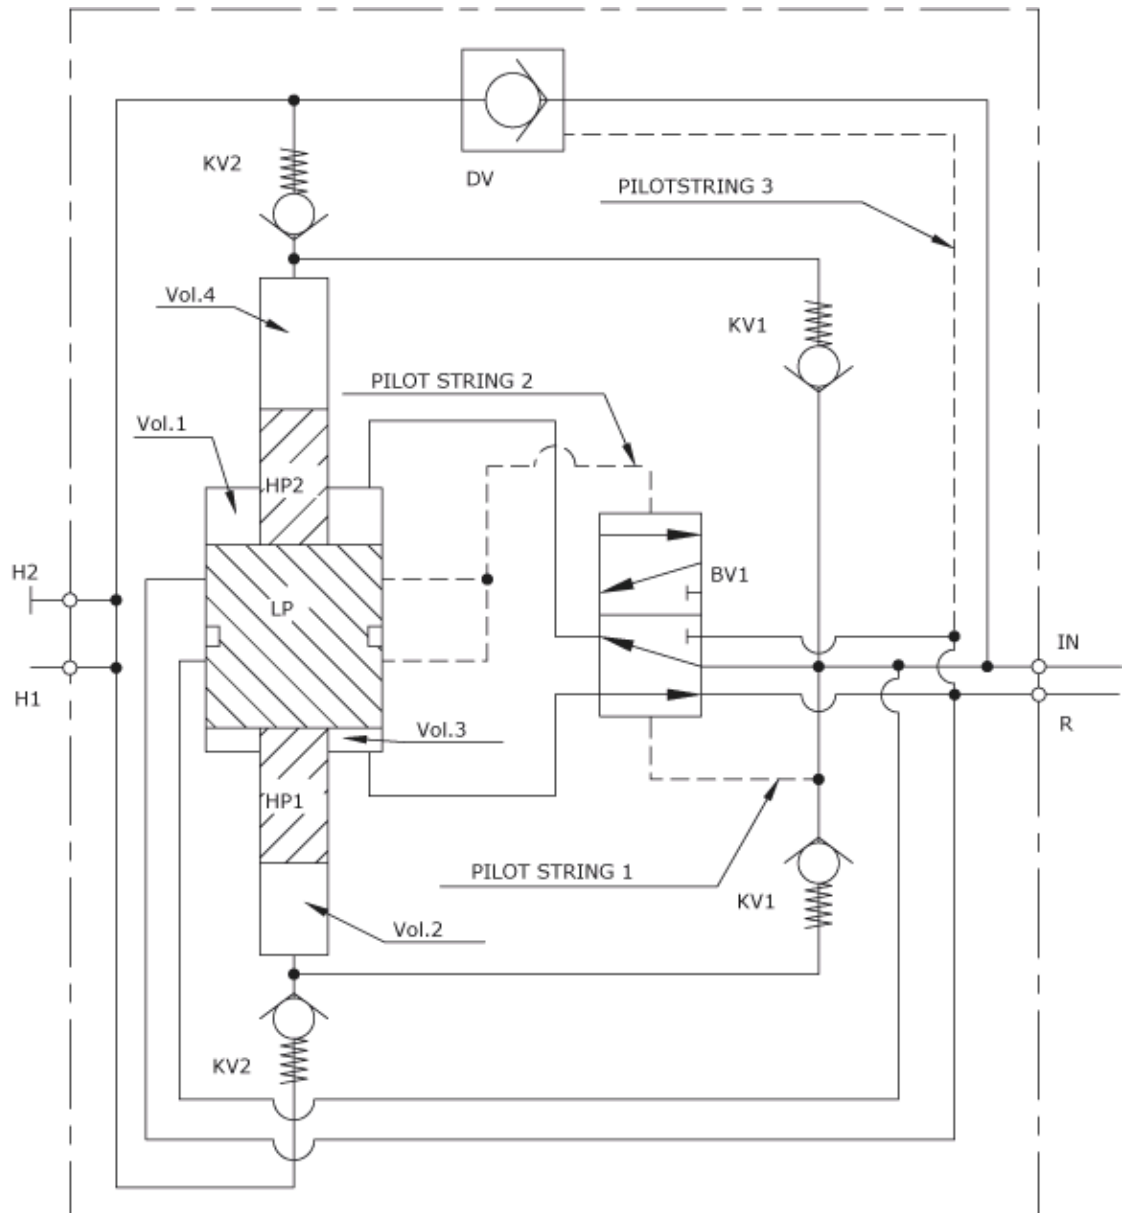 KV2
DV
PILOTSTRING 3
Vol.4
KV1
PILOT STRING 2
Vol.1
HP2
H2
BV1
LP
IN
H1
R
Vol.3
HP1
PILOT STRING 1
KV1
Vol.2
KV2